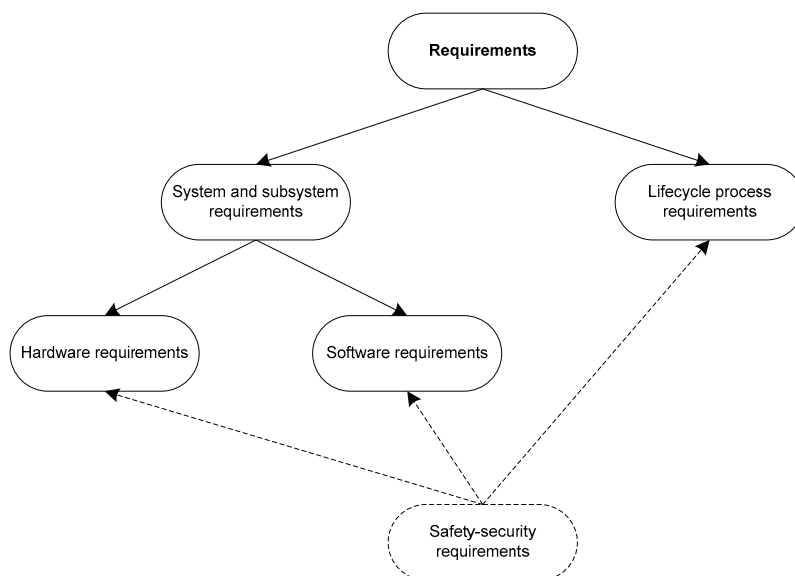 Requirements
System and subsystem
requirements
Lifecycle process
requirements
Hardware requirements
Software requirements
Safety-security
requirements